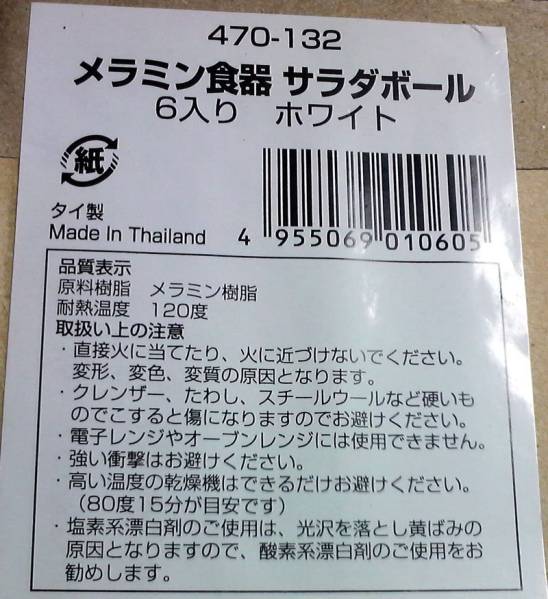 470-132
メラミン食器 サラダボール
6入り　ホワイト
紙
タイ製
Made In Thailand
4 955069 010605
品質表示
原料樹脂　メラミン樹脂
耐熱温度　120度
取扱い上の注意
・直接火に当てたり、火に近づけないでください。
変形、変色、変質の原因となります。
・クレンザー、たわし、スチールウールなど硬いも
のでこすると傷になりますのでお避けください。
・電子レンジやオーブンレンジには使用できません。
・強い衝撃はお避けください。
・高い温度の乾燥機はできるだけお避けください。
（80度15分が目安です）
・塩素系漂白剤のご使用は、光沢を落とし黄ばみの
原因となりますので、酸素系漂白剤のご使用をお
勧めします。